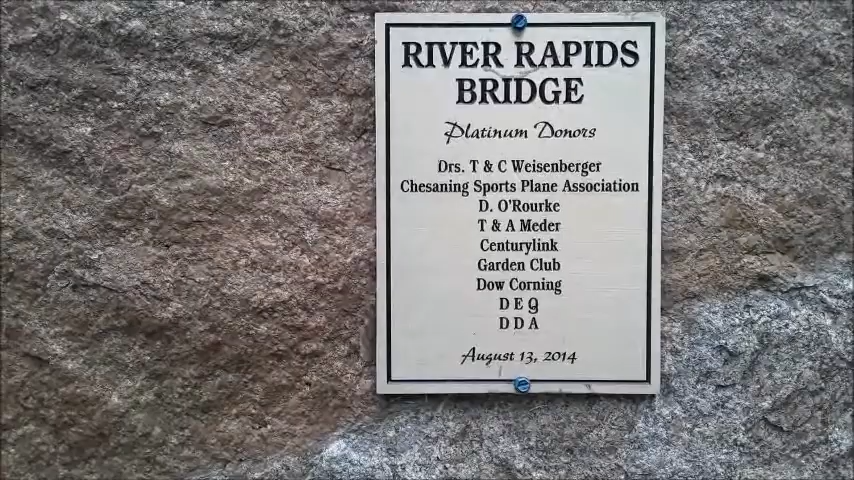 RIVER RAPIDS
BRIDGE
Platinum Donors
Drs. T & C Weisenberger
Chesaning Sports Plane Association
D. O'Rourke
T & A Meder
Centurylink
Garden Club
Dow Corning
D E Q
D D A
August 13, 2014